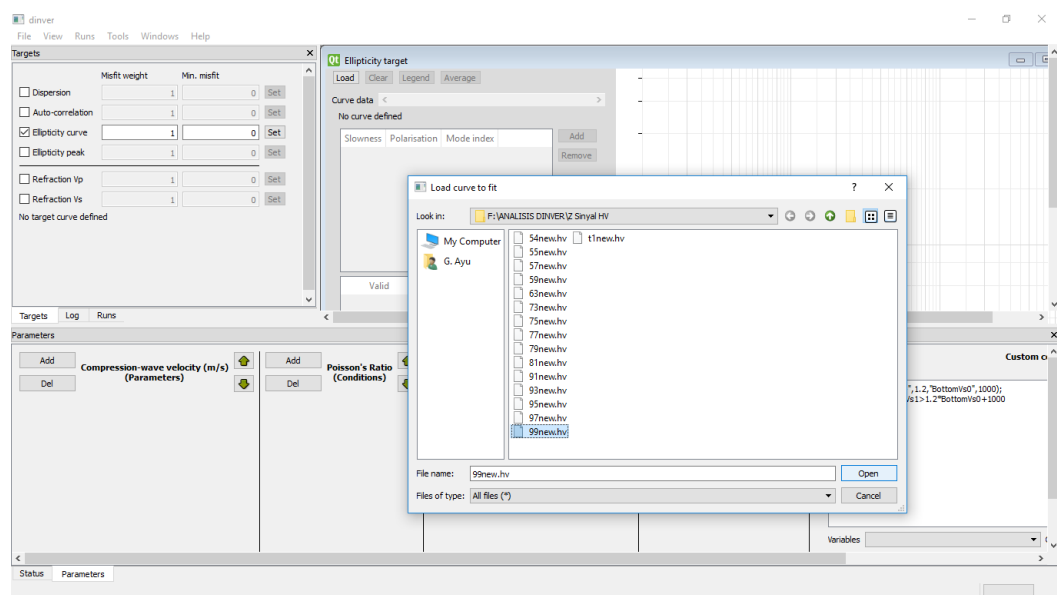 dinver
File View Runs Tools Windows Help
Targets
Misfit weight Min. misfit
Dispersion 1 0 Set
Auto-correlation 1 0 Set
Ellipticity curve 1 0 Set
Ellipticity peak 1 0 Set
Refraction Vp 1 0 Set
Refraction Vs 1 0 Set
No target curve defined
Targets Log Runs
Qt Ellipticity target
Load Clear Legend Average
Curve data
No curve defined
Slowness Polarisation Mode index
Add
Remove
Valid
Load curve to fit
Look in: F:\ANALISIS DINVER\Z Sinyal HV
My Computer
G. Ayu
54new.hv t1new.hv
55new.hv
57new.hv
59new.hv
63new.hv
73new.hv
75new.hv
77new.hv
79new.hv
81new.hv
91new.hv
93new.hv
95new.hv
97new.hv
99new.hv
File name: 99new.hv Open
Files of type: All files (*) Cancel
Parameters
Add
Del
Compression-wave velocity (m/s)
(Parameters)
Add
Del
Poisson's Ratio
(Conditions)
Custom co
",1.2,"BottomVs0",1000);
/s1>1.2*BottomVs0+1000
Variables
Status Parameters